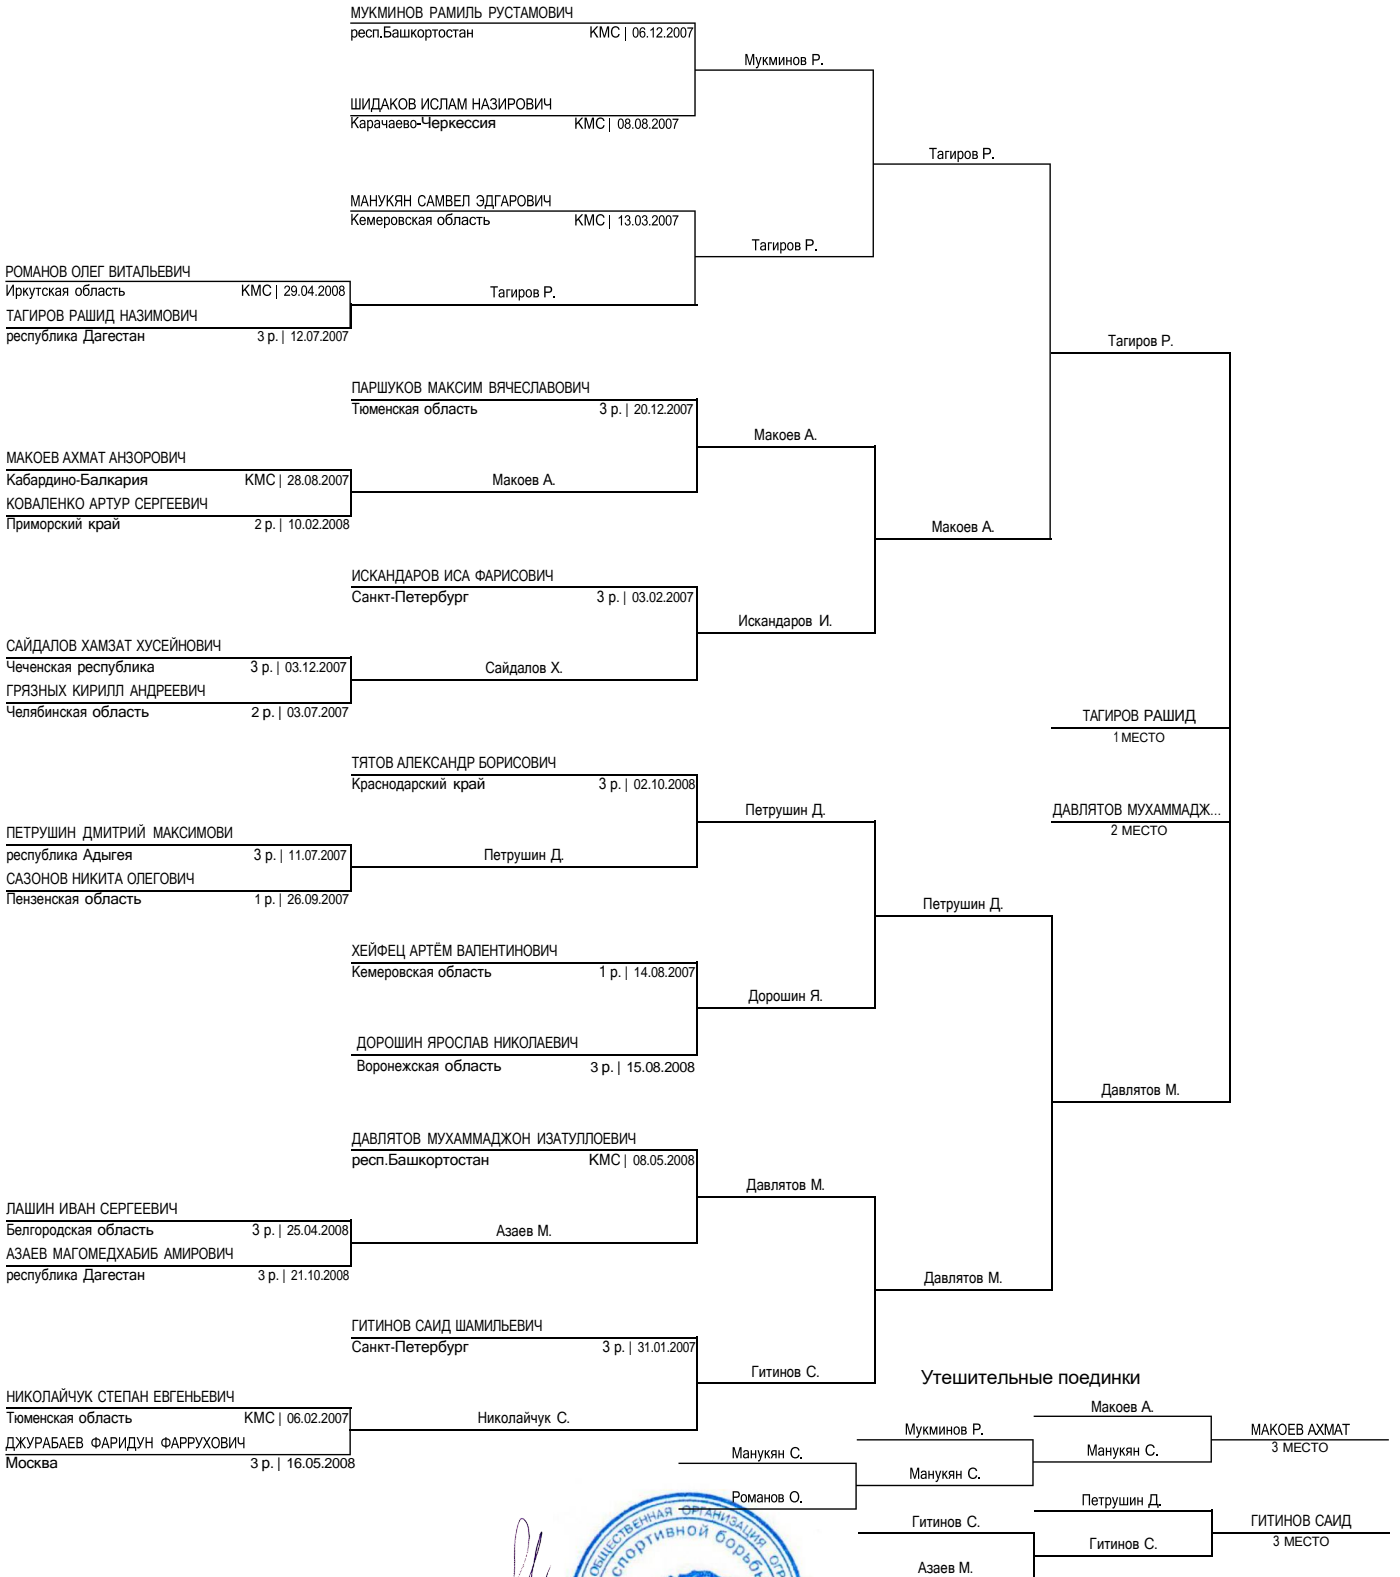 МУКМИНОВ РАМИЛЬ РУСТАМОВИЧ
респ.Башкортостан КМС | 06.12.2007
Мукминов Р.
ШИДАКОВ ИСЛАМ НАЗИРОВИЧ
Карачаево-Черкессия КМС | 08.08.2007
Тагиров Р.
МАНУКЯН САМВЕЛ ЭДГАРОВИЧ
Кемеровская область КМС | 13.03.2007
Тагиров Р.
РОМАНОВ ОЛЕГ ВИТАЛЬЕВИЧ
Иркутская область КМС | 29.04.2008
Тагиров Р.
ТАГИРОВ РАШИД НАЗИМОВИЧ
республика Дагестан 3 р. | 12.07.2007
Тагиров Р.
ПАРШУКОВ МАКСИМ ВЯЧЕСЛАВОВИЧ
Тюменская область 3 р. | 20.12.2007
Макоев А.
МАКОЕВ АХМАТ АНЗОРОВИЧ
Кабардино-Балкария КМС | 28.08.2007
Макоев А.
КОВАЛЕНКО АРТУР СЕРГЕЕВИЧ
Приморский край 2 р. | 10.02.2008
Макоев А.
ИСКАНДАРОВ ИСА ФАРИСОВИЧ
Санкт-Петербург 3 р. | 03.02.2007
Искандаров И.
САЙДАЛОВ ХАМЗАТ ХУСЕЙНОВИЧ
Чеченская республика 3 р. | 03.12.2007
Сайдалов Х.
ГРЯЗНЫХ КИРИЛЛ АНДРЕЕВИЧ
Челябинская область 2 р. | 03.07.2007
ТАГИРОВ РАШИД
1 МЕСТО
ТЯТОВ АЛЕКСАНДР БОРИСОВИЧ
Краснодарский край 3 р. | 02.10.2008
Петрушин Д.
ДАВЛЯТОВ МУХАММАДЖ...
2 МЕСТО
ПЕТРУШИН ДМИТРИЙ МАКСИМОВИ
республика Адыгея 3 р. | 11.07.2007
Петрушин Д.
САЗОНОВ НИКИТА ОЛЕГОВИЧ
Пензенская область 1 р. | 26.09.2007
Петрушин Д.
ХЕЙФЕЦ АРТЁМ ВАЛЕНТИНОВИЧ
Кемеровская область 1 р. | 14.08.2007
Дорошин Я.
ДОРОШИН ЯРОСЛАВ НИКОЛАЕВИЧ
Воронежская область 3 р. | 15.08.2008
Давлятов М.
ДАВЛЯТОВ МУХАММАДЖОН ИЗАТУЛЛОЕВИЧ
респ.Башкортостан КМС | 08.05.2008
Давлятов М.
ЛАШИН ИВАН СЕРГЕЕВИЧ
Белгородская область 3 р. | 25.04.2008
Азаев М.
АЗАЕВ МАГОМЕДХАБИБ АМИРОВИЧ
республика Дагестан 3 р. | 21.10.2008
Давлятов М.
ГИТИНОВ САИД ШАМИЛЬЕВИЧ
Санкт-Петербург 3 р. | 31.01.2007
Гитинов С.
НИКОЛАЙЧУК СТЕПАН ЕВГЕНЬЕВИЧ
Тюменская область КМС | 06.02.2007
Николайчук С.
ДЖУРАБАЕВ ФАРИДУН ФАРРУХОВИЧ
Москва 3 р. | 16.05.2008
Утешительные поединки
Макоев А.
Мукминов Р.
МАКОЕВ АХМАТ
3 МЕСТО
Манукян С.
Манукян С.
Манукян С.
Романов О.
Петрушин Д.
Гитинов С.
ГИТИНОВ САИД
3 МЕСТО
Гитинов С.
Азаев М.
ОБЩЕСТВЕННАЯ ОРГАНИЗАЦИЯ
спортивной борьбы